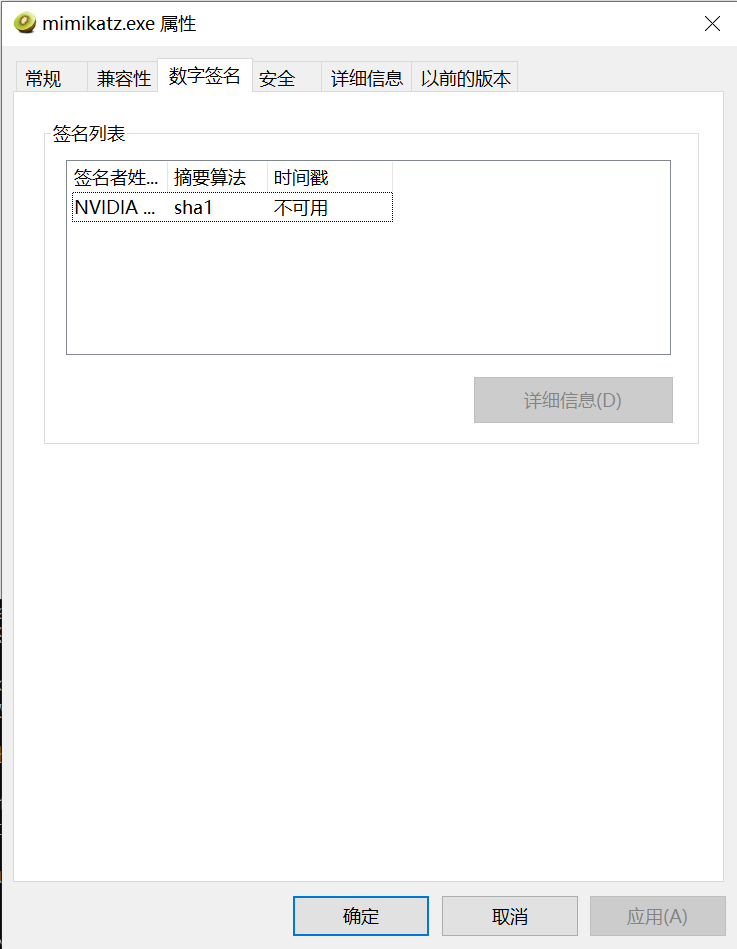 mimikatz.exe 属性
常规 兼容性 数字签名 安全 详细信息 以前的版本
签名列表
签名者姓... 摘要算法 时间戳
NVIDIA ... sha1 不可用
详细信息(D)
确定 取消 应用(A)